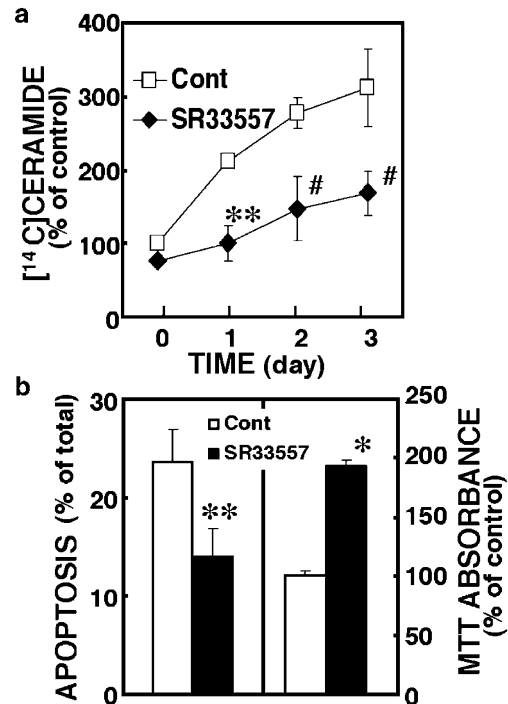 a
400
300
200
100
0
[¹⁴C]CERAMIDE
(% of control)
Cont
SR33557
**
#
#
0 1 2 3
TIME (day)
b
30
20
10
0
APOPTOSIS (% of total)
Cont
SR33557
**
*
250
200
150
100
50
0
MTT ABSORBANCE
(% of control)